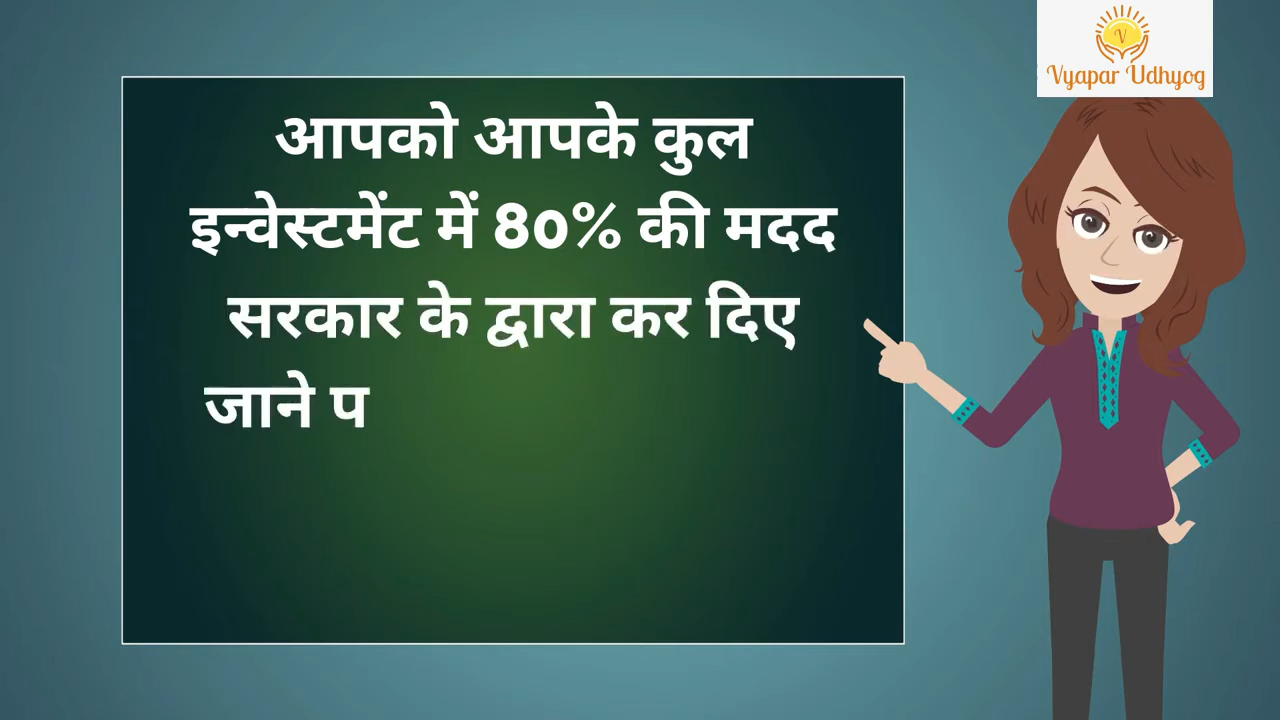 V
Vyapar Udhyog
आपको आपके कुल
इन्वेस्टमेंट में 80% की मदद
सरकार के द्वारा कर दिए
जाने प